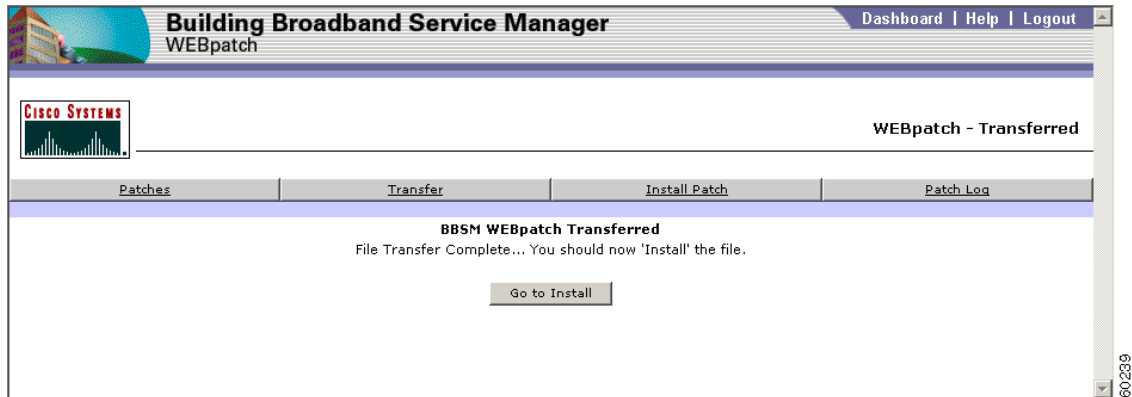 Building Broadband Service Manager
Dashboard | Help | Logout
WEBpatch
CISCO SYSTEMS
WEBpatch - Transferred
Patches Transfer Install Patch Patch Log
BBSM WEBpatch Transferred
File Transfer Complete... You should now 'Install' the file.
Go to Install
60239